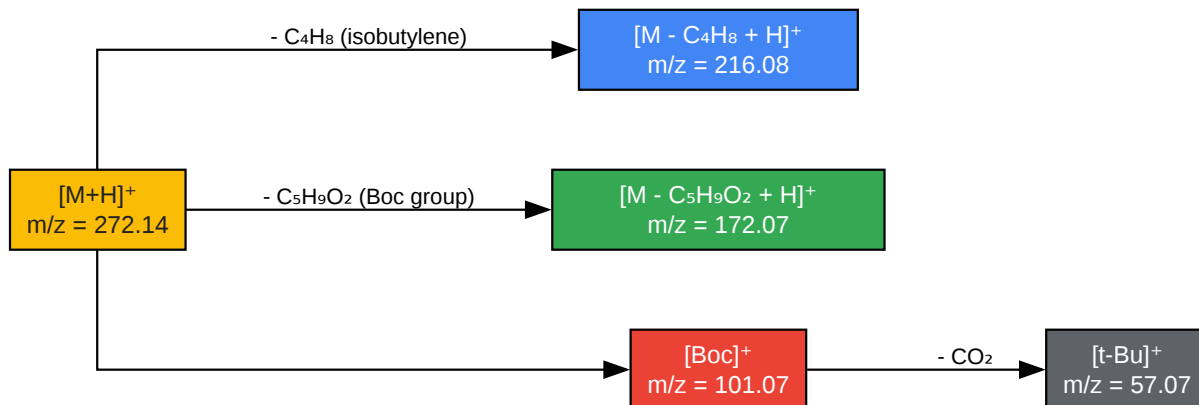 - C₄H₈ (isobutylene)
[M - C₄H₈ + H]⁺
m/z = 216.08
[M+H]⁺
m/z = 272.14
- C₅H₉O₂ (Boc group)
[M - C₅H₉O₂ + H]⁺
m/z = 172.07
[Boc]⁺
m/z = 101.07
- CO₂
[t-Bu]⁺
m/z = 57.07